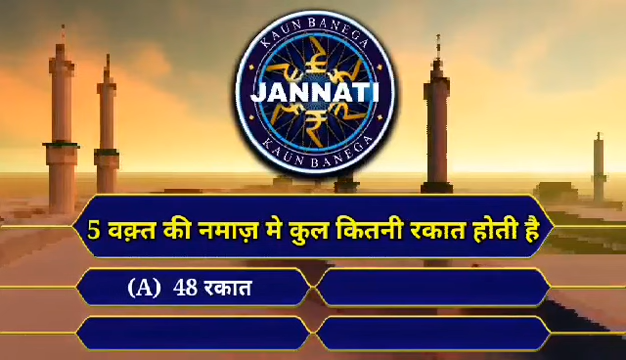 KAUN BANEGA
JANNATI
KAUN BANEGA
5 वक़्त की नमाज़ मे कुल कितनी रकात होती है
(A) 48 रकात